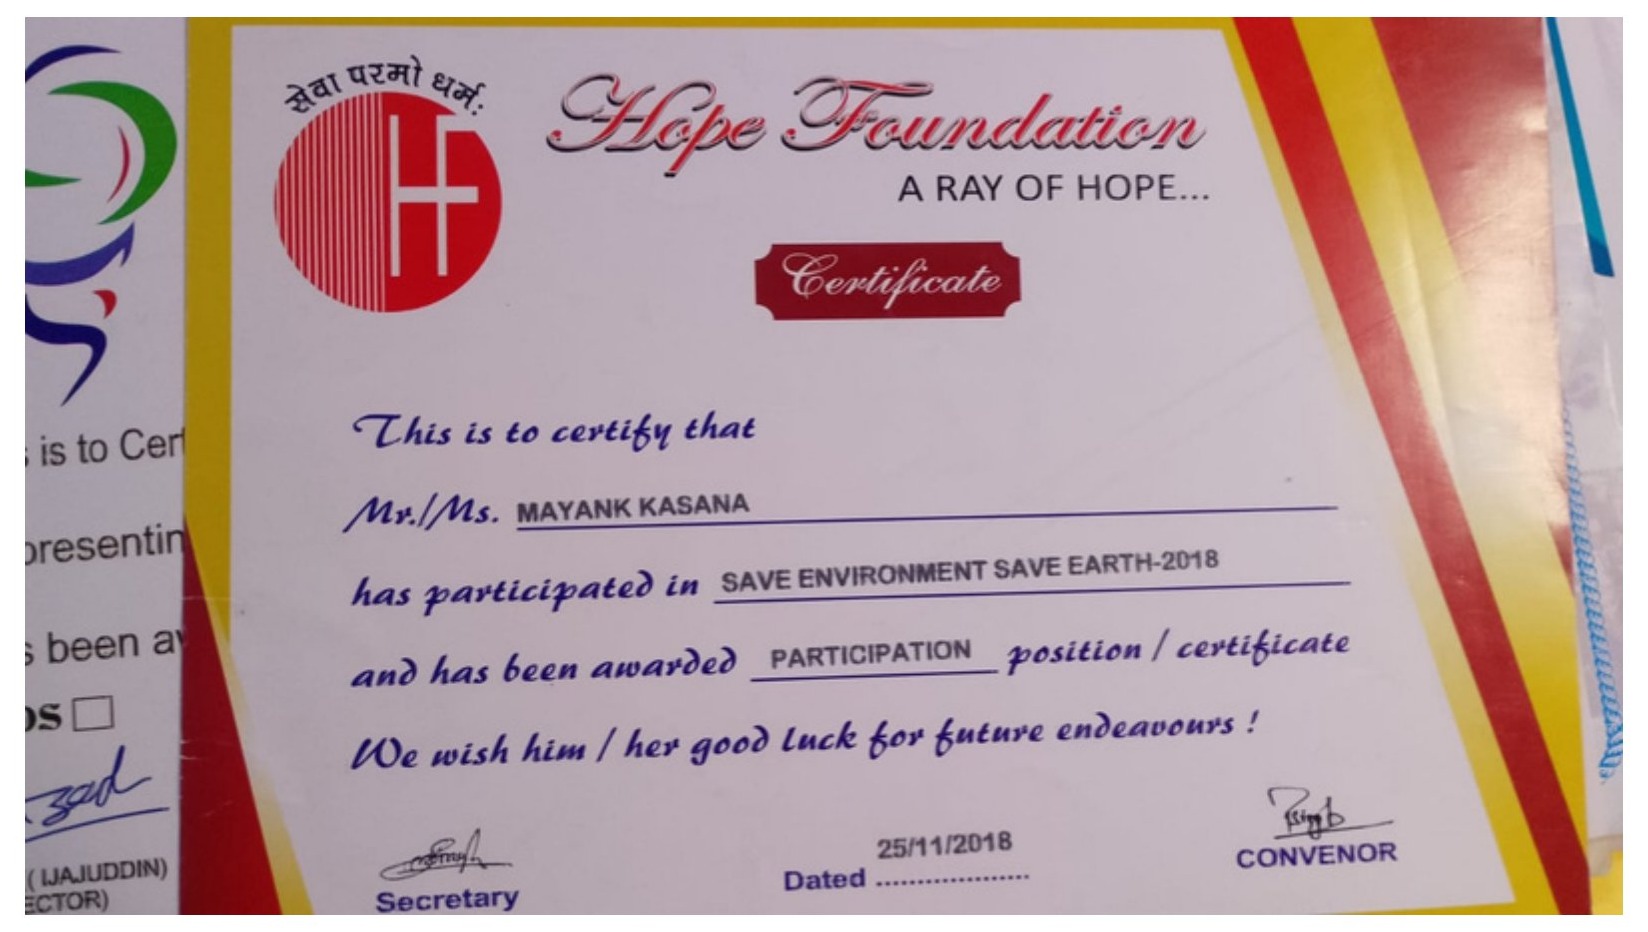 सेवा परमो धर्म:
HF
Hope Foundation
A RAY OF HOPE...
Certificate
This is to certify that
Mr./Ms. MAYANK KASANA
has participated in SAVE ENVIRONMENT SAVE EARTH-2018
and has been awarded PARTICIPATION position / certificate
We wish him / her good luck for future endeavours !
25/11/2018
Secretary
Dated ....................
CONVENOR
is to Cer
presentin
been a
( IJAJUDDIN)
ECTOR)